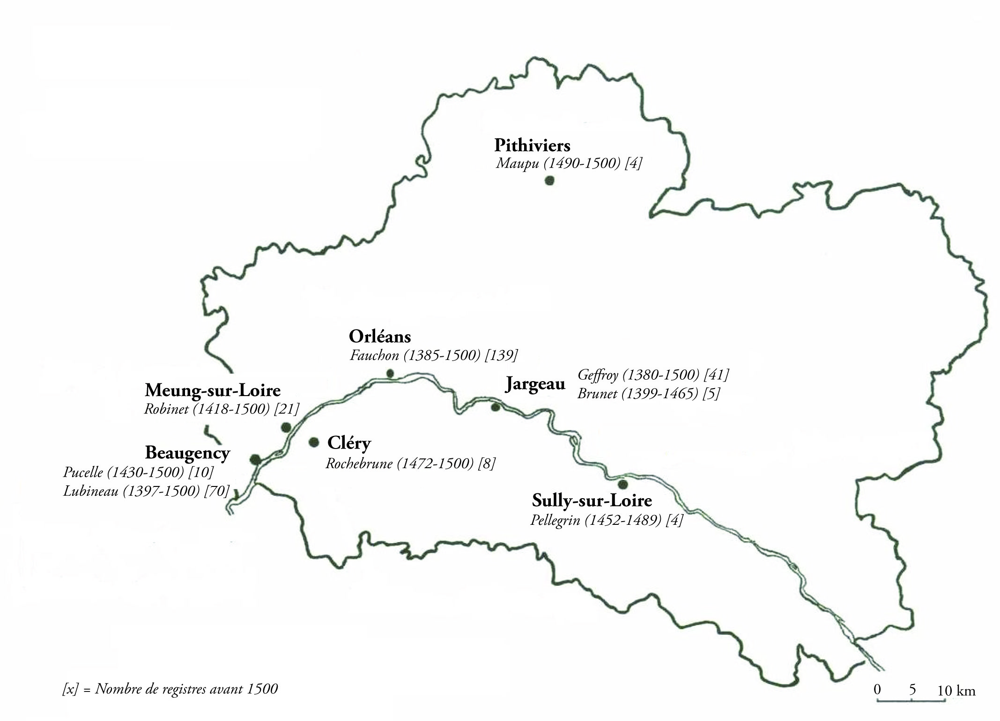 Pithiviers
Maupu (1490-1500) [4]
Orléans
Fauchon (1385-1500) [139]
Jargeau
Geffroy (1380-1500) [41]
Brunet (1399-1465) [5]
Meung-sur-Loire
Robinet (1418-1500) [21]
Cléry
Rochebrune (1472-1500) [8]
Beaugency
Pucelle (1430-1500) [10]
Lubineau (1397-1500) [70]
Sully-sur-Loire
Pellegrin (1452-1489) [4]
[x] = Nombre de registres avant 1500
0 5 10 km